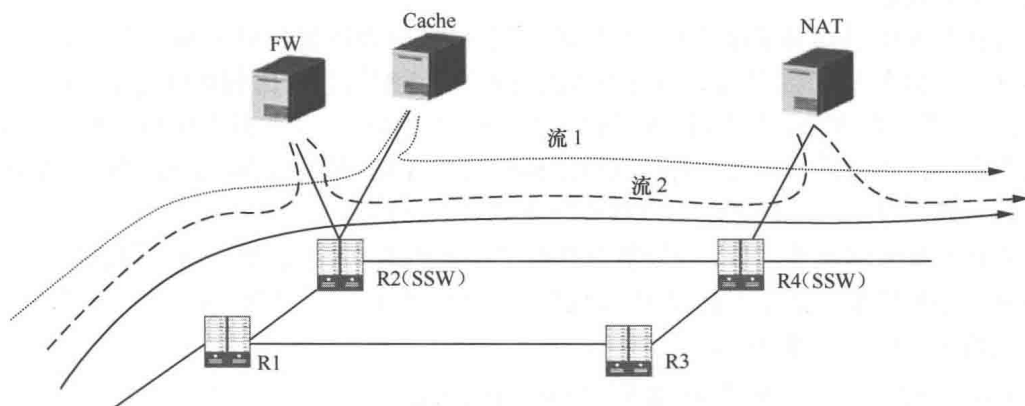 Cache
FW
NAT
流 1
流 2
R2(SSW)
R4(SSW)
R1
R3